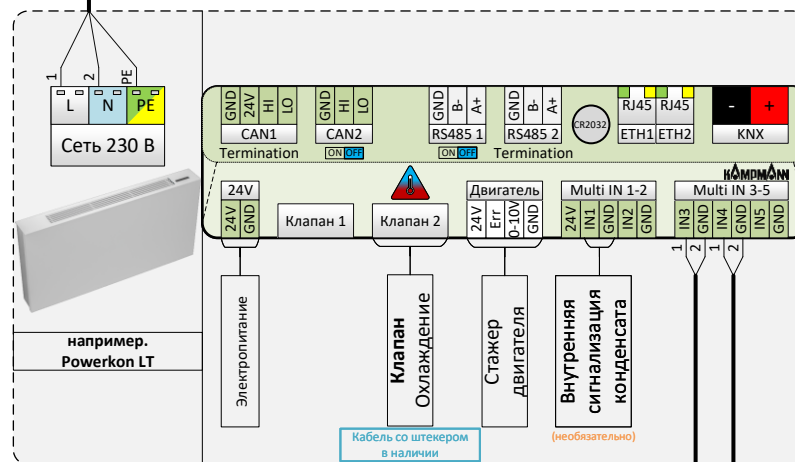 1
2
PE
L
N
PE
Сеть 230 В
GND
24V
HI
LO
CAN1
GND
HI
LO
CAN2
GND
B-
A+
RS485 1
GND
B-
A+
RS485 2
CR2032
RJ45
RJ45
ETH1
ETH2
-
+
KNX
Termination
ON OFF
ON OFF
Termination
KAMPMANN
24V
24V
GND
Клапан 1
Клапан 2
Двигатель
24V
Err
0-10V
GND
Multi IN 1-2
24V
IN1
GND
IN2
GND
Multi IN 3-5
IN3
GND
IN4
GND
IN5
GND
1
2
1
2
например.
Powerkon LT
Электропитание
Клапан
Охлаждение
Стажер
двигателя
Внутренняя
сигнализация
конденсата
Кабель со штекером
в наличии
(необязательно)